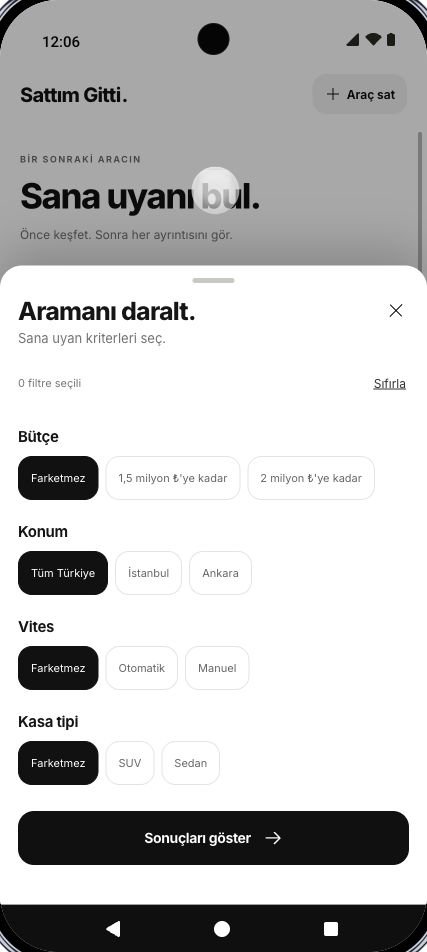 12:06
Sattım Gitti.
Araç sat
BİR SONRAKİ ARACIN
Sana uyanı bul.
Önce keşfet. Sonra her ayrıntısını gör.
Aramanı daralt.
Sana uyan kriterleri seç.
0 filtre seçili
Sıfırla
Bütçe
Farketmez
1,5 milyon ₺'ye kadar
2 milyon ₺'ye kadar
Konum
Tüm Türkiye
İstanbul
Ankara
Vites
Farketmez
Otomatik
Manuel
Kasa tipi
Farketmez
SUV
Sedan
Sonuçları göster